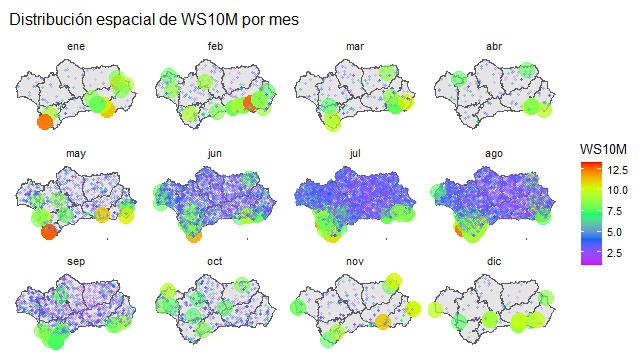 Distribución espacial de WS10M por mes
ene
feb
mar
abr
may
jun
jul
ago
sep
oct
nov
dic
WS10M
12.5
10.0
7.5
5.0
2.5